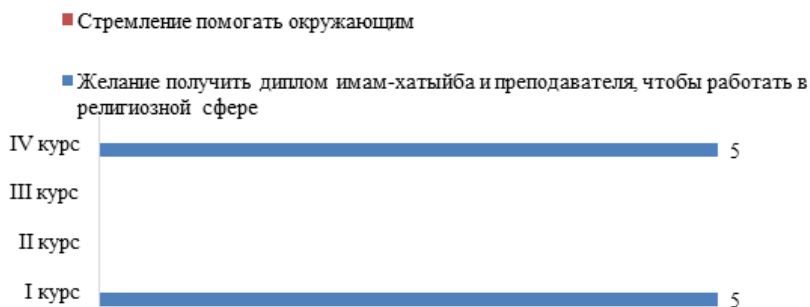 Стремление помогать окружающим
Желание получить диплом имам-хатыйба и преподавателя, чтобы работать в
религиозной сфере
IV курс
5
III курс
II курс
I курс
5